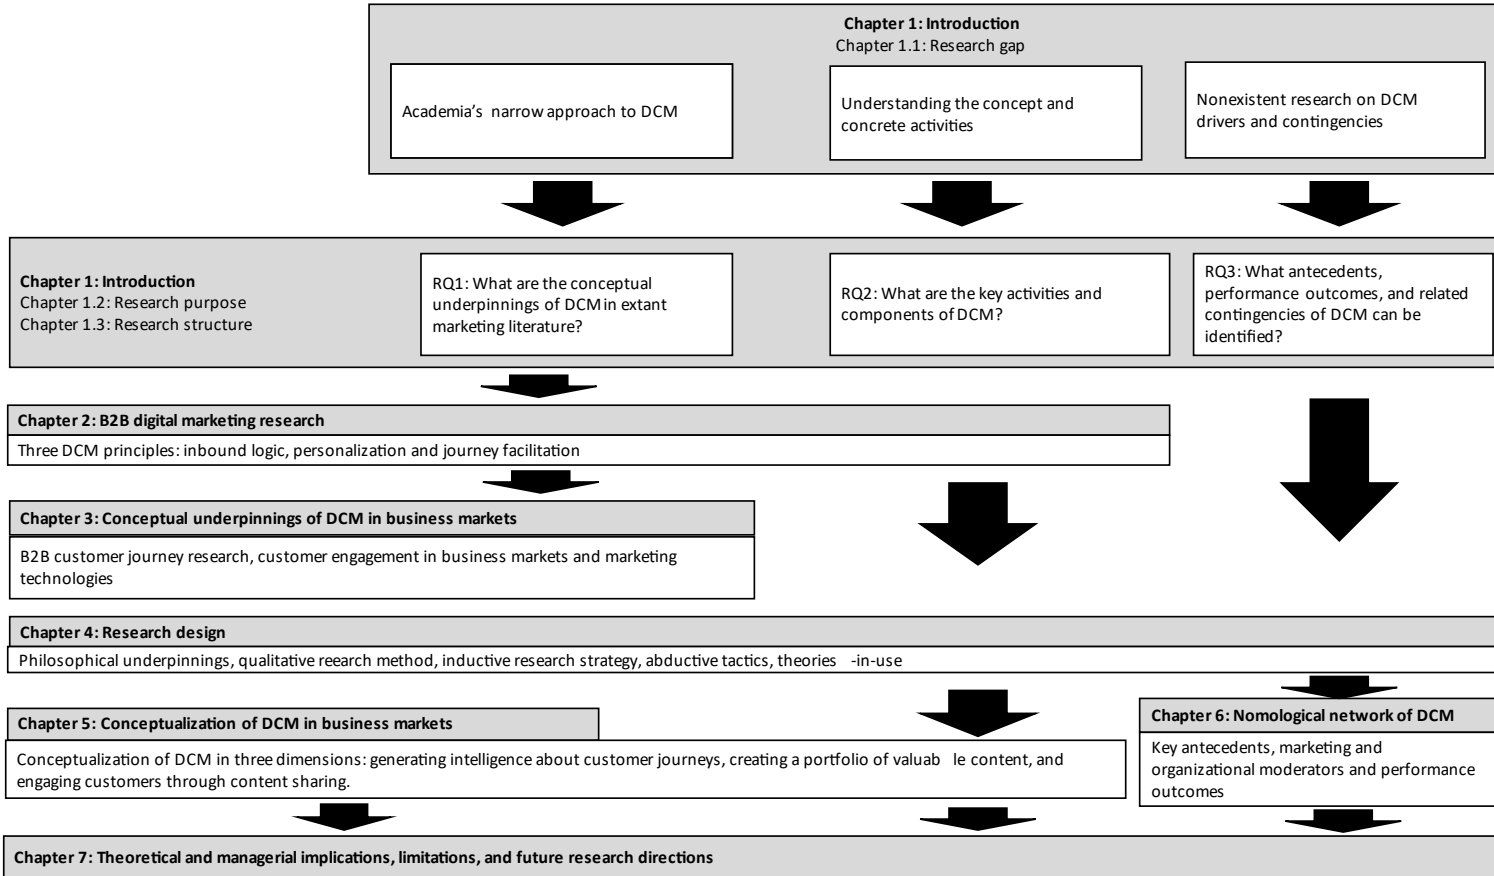 Chapter 1: Introduction
Chapter 1.1: Research gap
Academia's narrow approach to DCM
Understanding the concept and
concrete activities
Nonexistent research on DCM
drivers and contingencies
Chapter 1: Introduction
Chapter 1.2: Research purpose
Chapter 1.3: Research structure
RQ1: What are the conceptual
underpinnings of DCM in extant
marketing literature?
RQ2: What are the key activities and
components of DCM?
RQ3: What antecedents,
performance outcomes, and related
contingencies of DCM can be
identified?
Chapter 2: B2B digital marketing research
Three DCM principles: inbound logic, personalization and journey facilitation
Chapter 3: Conceptual underpinnings of DCM in business markets
B2B customer journey research, customer engagement in business markets and marketing
technologies
Chapter 4: Research design
Philosophical underpinnings, qualitative reearch method, inductive research strategy, abductive tactics, theories -in-use
Chapter 5: Conceptualization of DCM in business markets
Conceptualization of DCM in three dimensions: generating intelligence about customer journeys, creating a portfolio of valuab le content, and
engaging customers through content sharing.
Chapter 6: Nomological network of DCM
Key antecedents, marketing and
organizational moderators and performance
outcomes
Chapter 7: Theoretical and managerial implications, limitations, and future research directions